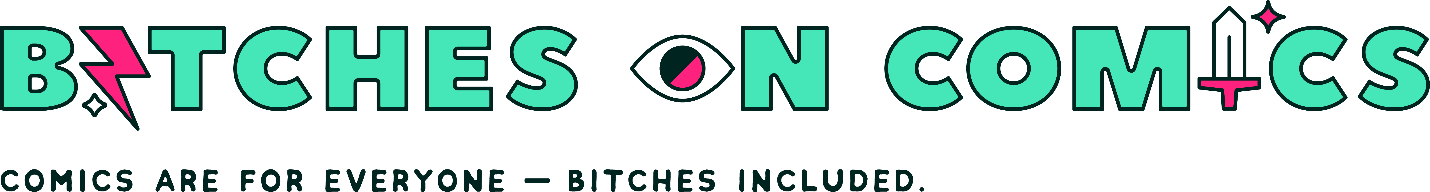 BITCHES ON COMICS
COMICS ARE FOR EVERYONE — BITCHES INCLUDED.